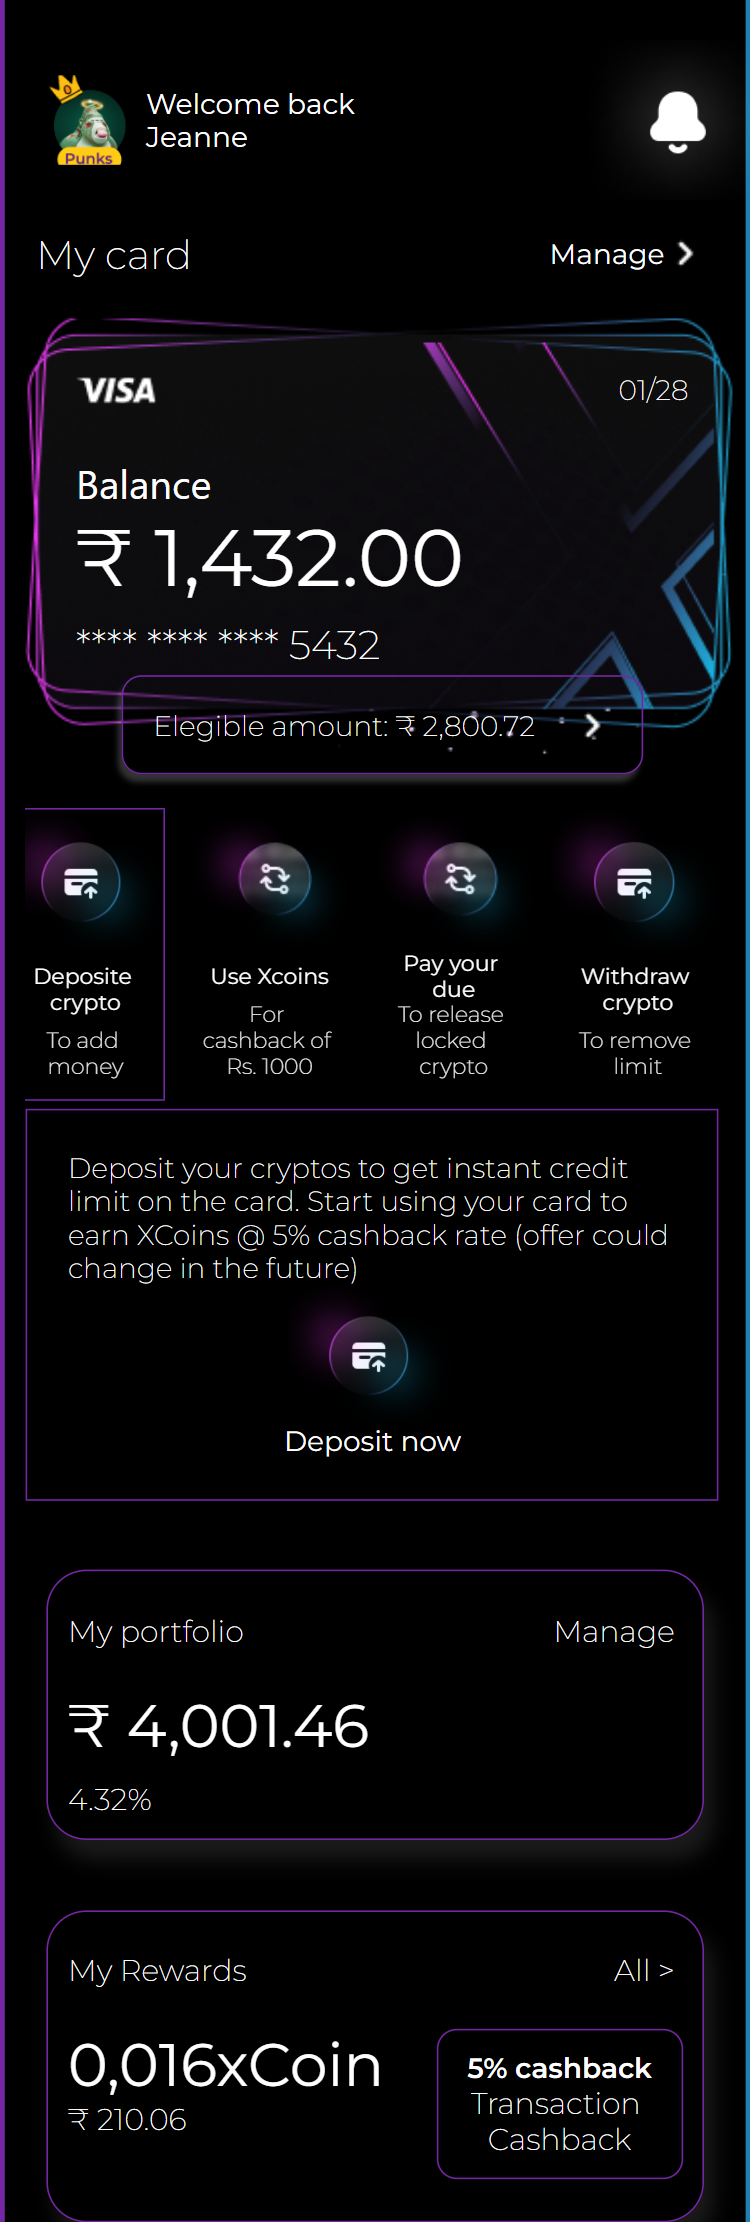 Welcome back
Jeanne
Punks
My card
Manage >
VISA
01/28
Balance
₹ 1,432.00
**** **** **** 5432
Elegible amount: ₹ 2,800.72 >
Deposite
crypto
To add
money
Use Xcoins
For
cashback of
Rs. 1000
Pay your
due
To release
locked
crypto
Withdraw
crypto
To remove
limit
Deposit your cryptos to get instant credit
limit on the card. Start using your card to
earn XCoins @ 5% cashback rate (offer could
change in the future)
Deposit now
My portfolio
Manage
₹ 4,001.46
4.32%
My Rewards
All >
0,016xCoin
₹ 210.06
5% cashback
Transaction
Cashback